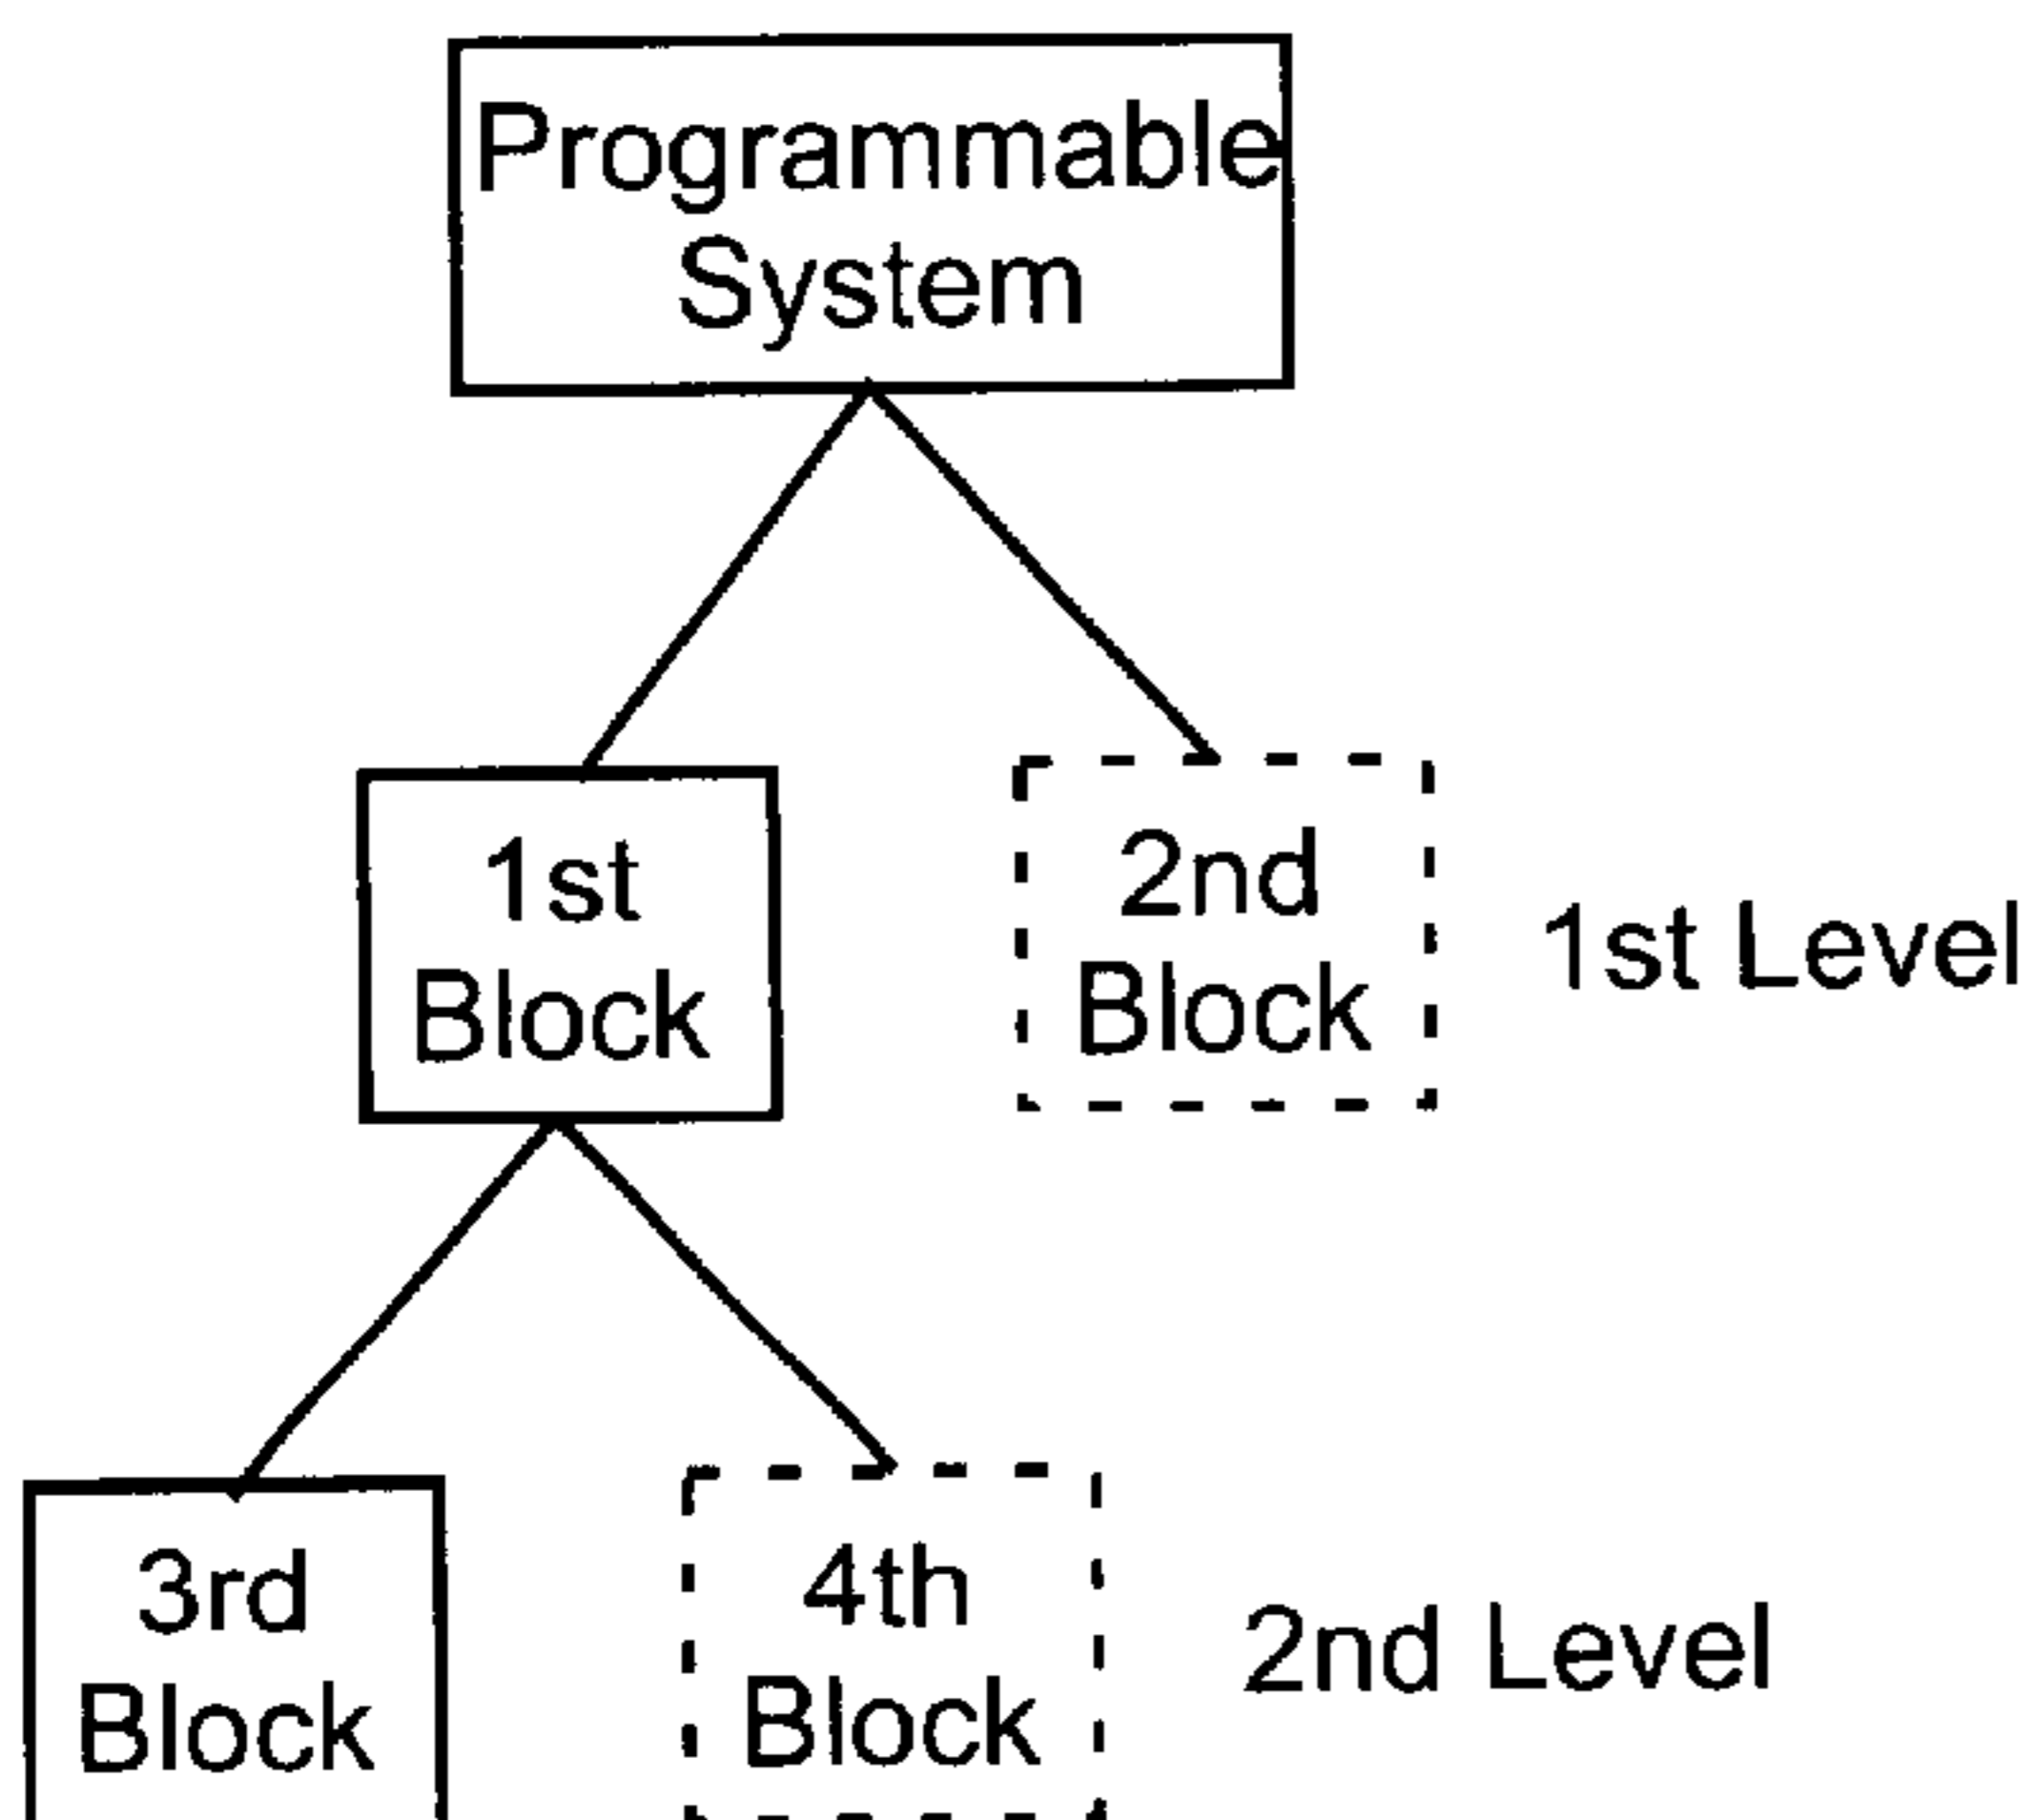 Programmable
System
1st
Block
2nd
Block
1st Level
3rd
Block
4th
Block
2nd Level